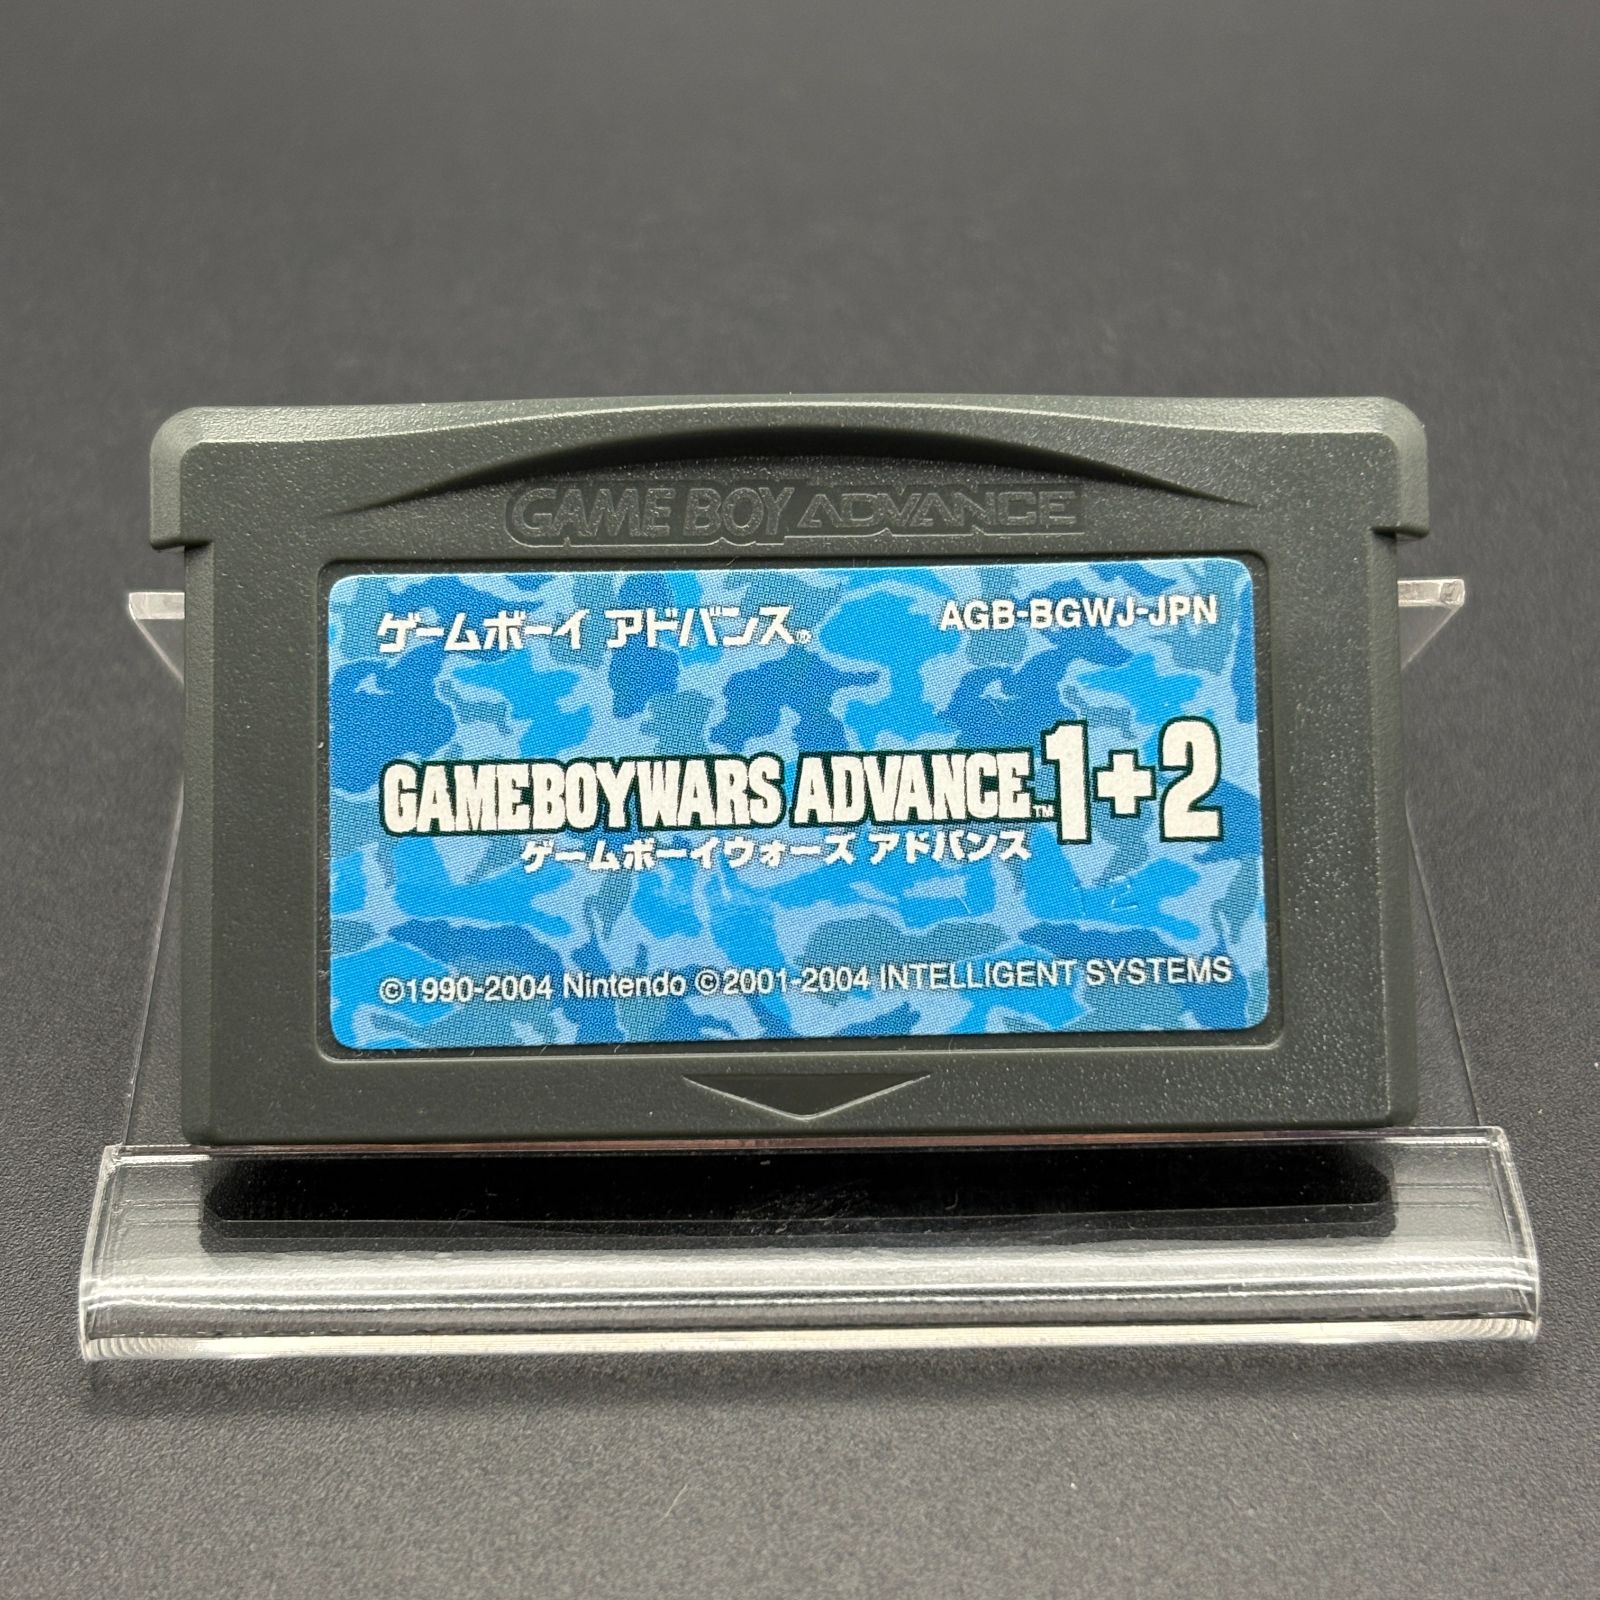 GAME BOY ADVANCE
ゲームボーイ アドバンス®
AGB-BGWJ-JPN
GAMEBOYWARS ADVANCE™1+2
ゲームボーイウォーズ アドバンス
©1990-2004 Nintendo ©2001-2004 INTELLIGENT SYSTEMS